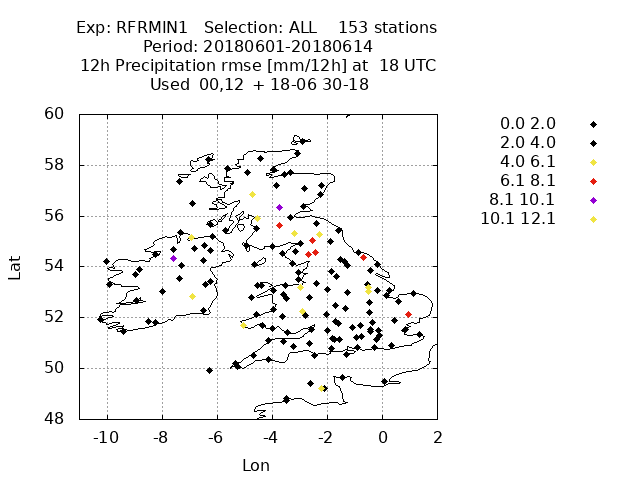 Exp: RFRMIN1   Selection: ALL    153 stations
Period: 20180601-20180614
12h Precipitation rmse [mm/12h] at  18 UTC
Used  00,12  + 18-06 30-18
60
58
56
54
52
50
48
Lat
-10 -8 -6 -4 -2 0 2
Lon
0.0 2.0
2.0 4.0
4.0 6.1
6.1 8.1
8.1 10.1
10.1 12.1